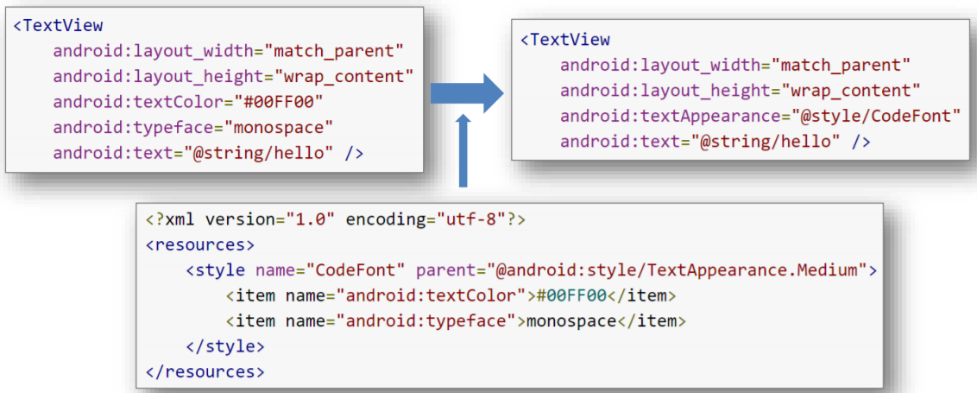 <TextView
android:layout_width="match_parent"
android:layout_height="wrap_content"
android:textColor="#00FF00"
android:typeface="monospace"
android:text="@string/hello" />
<TextView
android:layout_width="match_parent"
android:layout_height="wrap_content"
android:textAppearance="@style/CodeFont"
android:text="@string/hello" />
<?xml version="1.0" encoding="utf-8"?>
<resources>
<style name="CodeFont" parent="@android:style/TextAppearance.Medium">
<item name="android:textColor">#00FF00</item>
<item name="android:typeface">monospace</item>
</style>
</resources>